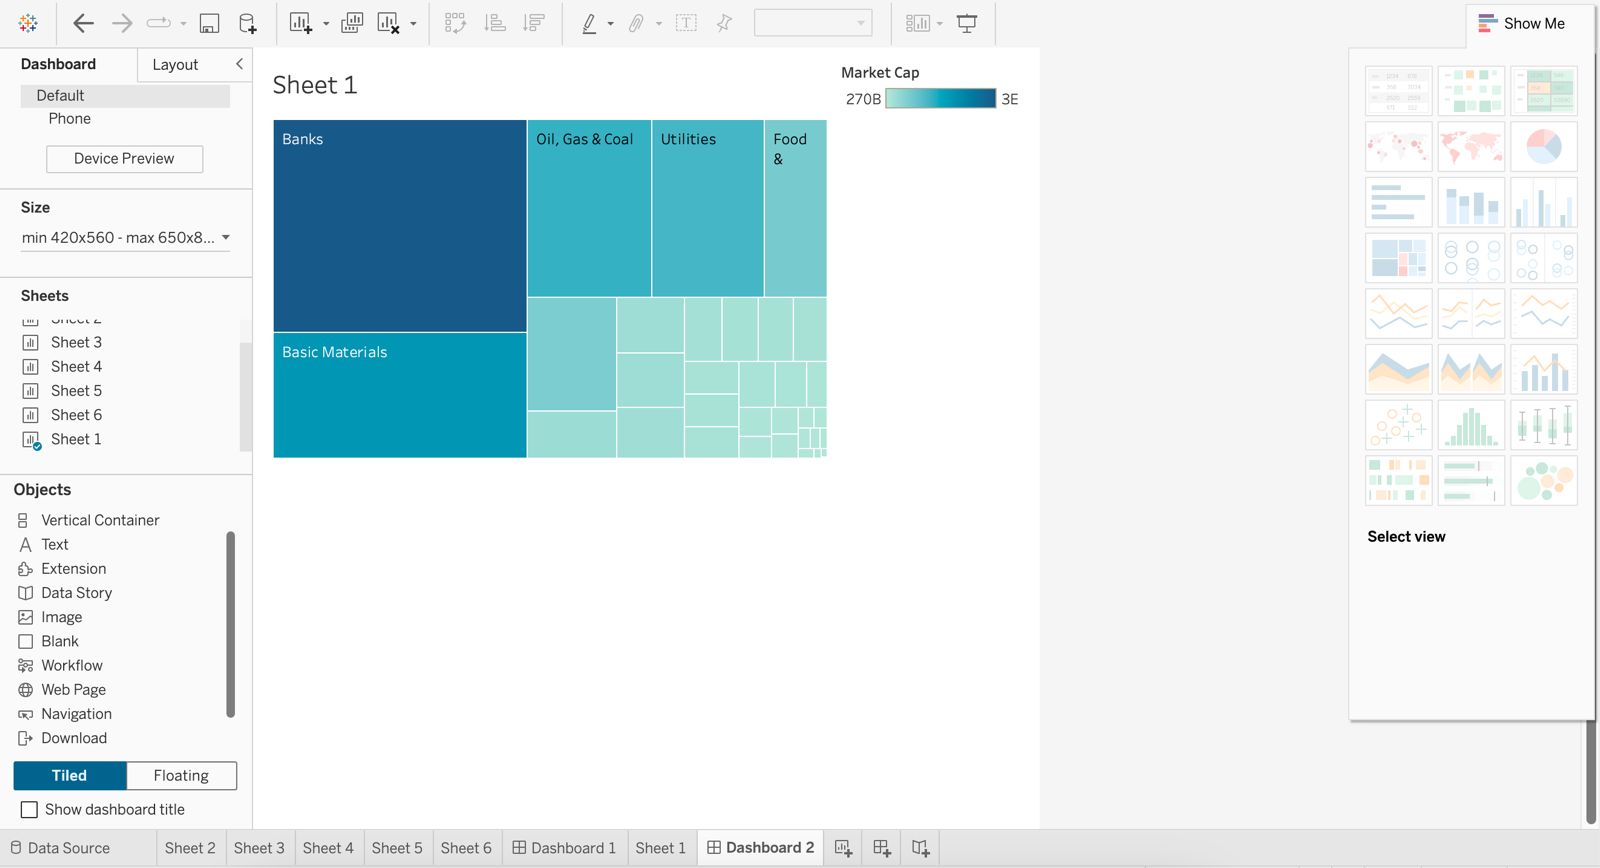 Show Me
Dashboard
Layout
Default
Phone
Device Preview
Size
min 420x560 - max 650x8...
Sheets
Sheet 2
Sheet 3
Sheet 4
Sheet 5
Sheet 6
Sheet 1
Objects
Vertical Container
Text
Extension
Data Story
Image
Blank
Workflow
Web Page
Navigation
Download
Tiled
Floating
Show dashboard title
Sheet 1
Banks
Oil, Gas & Coal
Utilities
Food
&
Basic Materials
Market Cap
270B
3E
Select view
Data Source
Sheet 2
Sheet 3
Sheet 4
Sheet 5
Sheet 6
Dashboard 1
Sheet 1
Dashboard 2